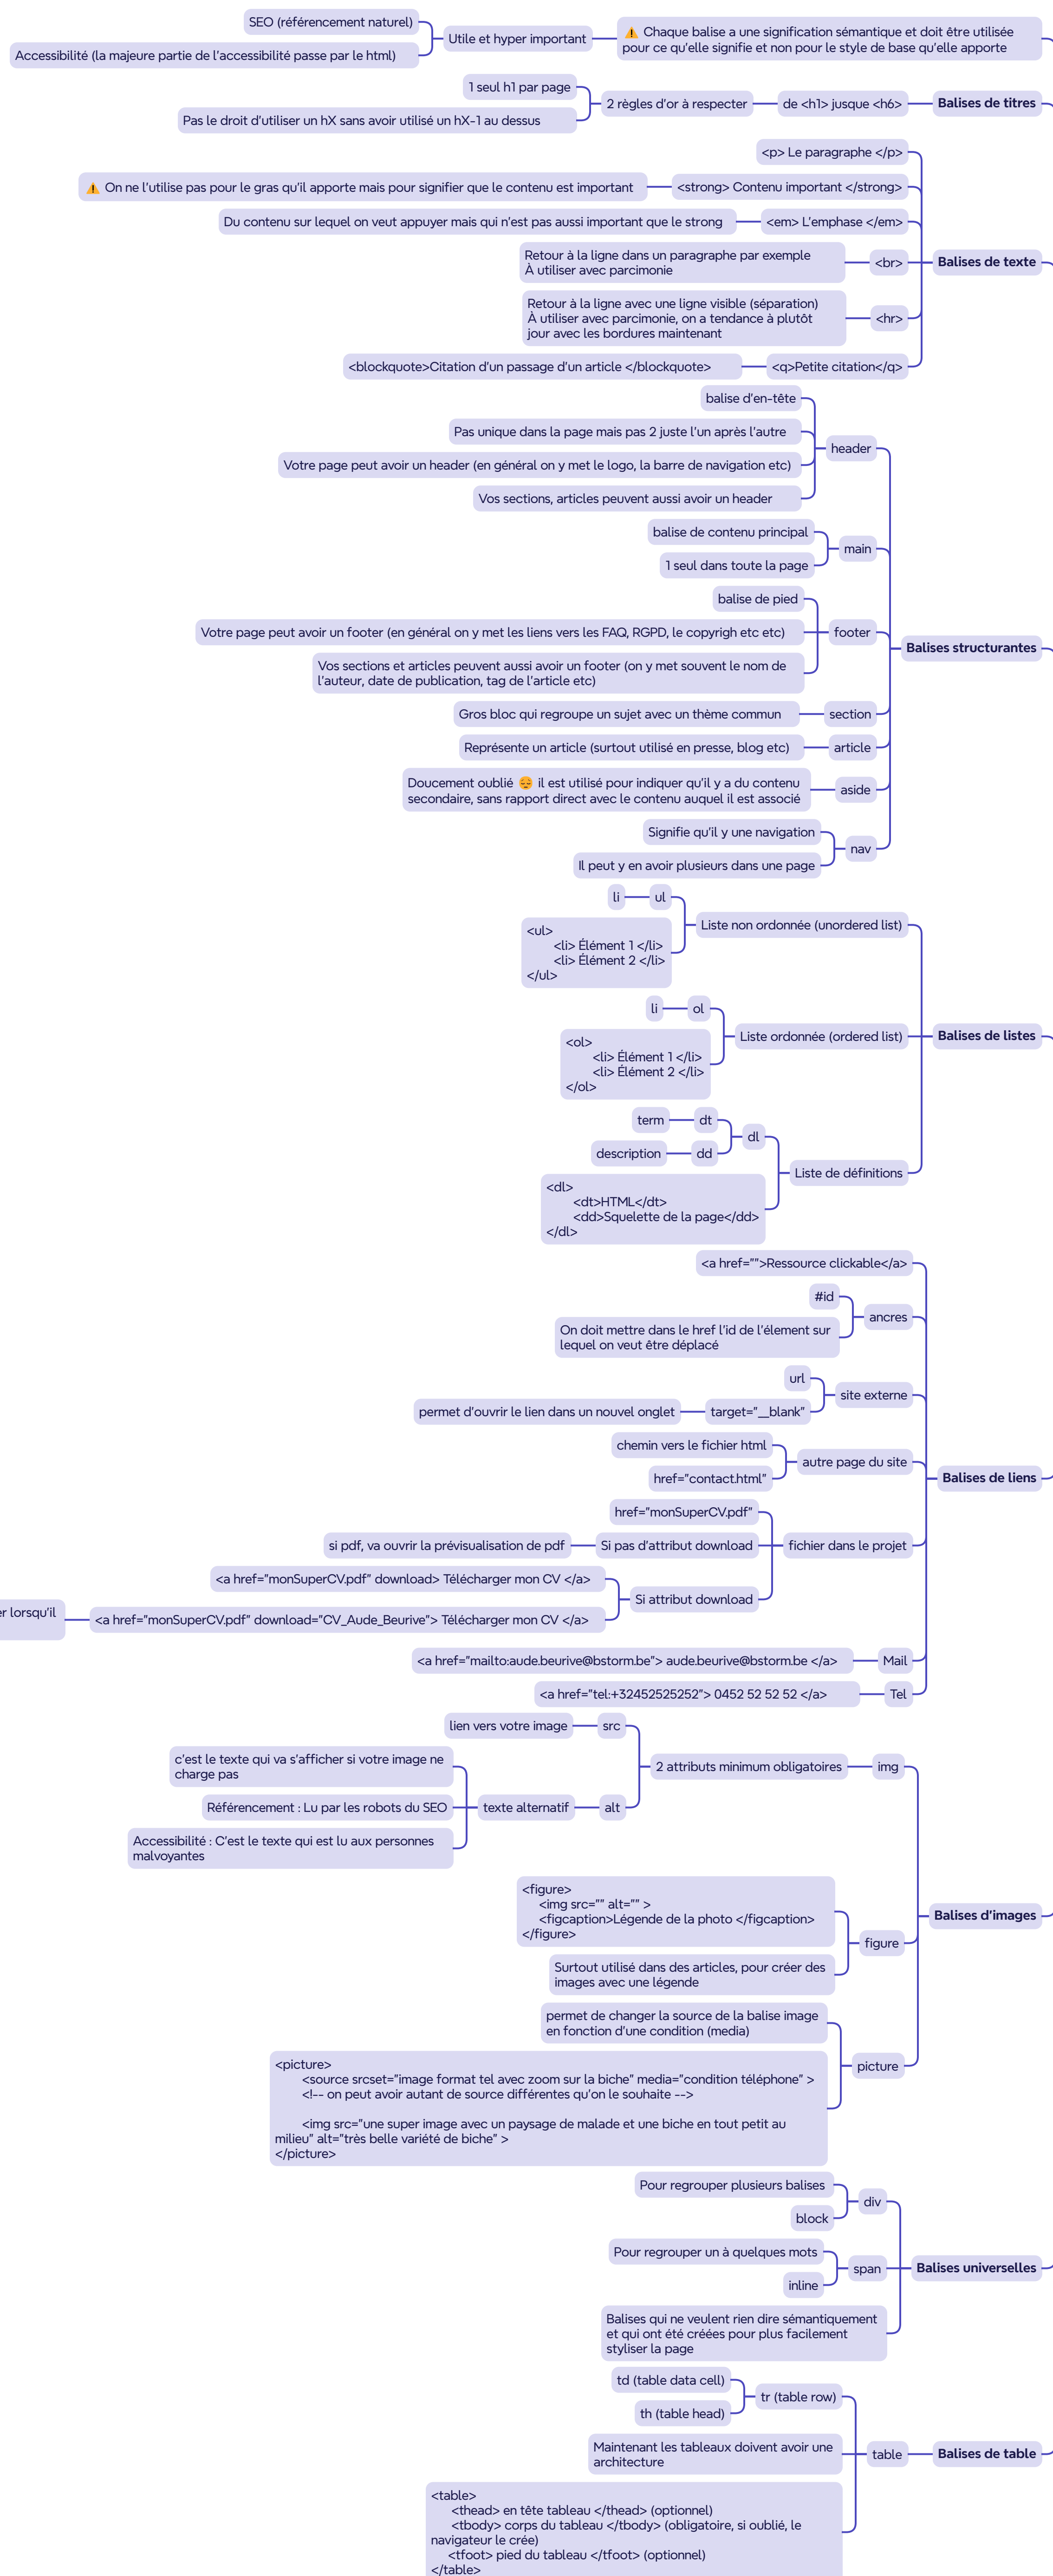 SEO (référencement naturel)
Accessibilité (la majeure partie de l'accessibilité passe par le html)
Utile et hyper important
⚠️ Chaque balise a une signification sémantique et doit être utilisée
pour ce qu'elle signifie et non pour le style de base qu'elle apporte
1 seul h1 par page
Pas le droit d'utiliser un hX sans avoir utilisé un hX-1 au dessus
2 règles d'or à respecter
de <h1> jusque <h6>
Balises de titres
<p> Le paragraphe </p>
⚠️ On ne l'utilise pas pour le gras qu'il apporte mais pour signifier que le contenu est important
<strong> Contenu important </strong>
Du contenu sur lequel on veut appuyer mais qui n'est pas aussi important que le strong
<em> L'emphase </em>
Retour à la ligne dans un paragraphe par exemple
À utiliser avec parcimonie
<br>
Balises de texte
Retour à la ligne avec une ligne visible (séparation)
À utiliser avec parcimonie, on a tendance à plutôt
jour avec les bordures maintenant
<hr>
<blockquote>Citation d'un passage d'un article </blockquote>
<q>Petite citation</q>
balise d'en-tête
Pas unique dans la page mais pas 2 juste l'un après l'autre
header
Votre page peut avoir un header (en général on y met le logo, la barre de navigation etc)
Vos sections, articles peuvent aussi avoir un header
balise de contenu principal
main
1 seul dans toute la page
balise de pied
Votre page peut avoir un footer (en général on y met les liens vers les FAQ, RGPD, le copyrigh etc etc)
footer
Vos sections et articles peuvent aussi avoir un footer (on y met souvent le nom de
l'auteur, date de publication, tag de l'article etc)
Balises structurantes
Gros bloc qui regroupe un sujet avec un thème commun
section
Représente un article (surtout utilisé en presse, blog etc)
article
Doucement oublié 😔 il est utilisé pour indiquer qu'il y a du contenu
secondaire, sans rapport direct avec le contenu auquel il est associé
aside
Signifie qu'il y une navigation
nav
Il peut y en avoir plusieurs dans une page
li
ul
Liste non ordonnée (unordered list)
<ul>
<li> Élément 1 </li>
<li> Élément 2 </li>
</ul>
li
ol
Liste ordonnée (ordered list)
Balises de listes
<ol>
<li> Élément 1 </li>
<li> Élément 2 </li>
</ol>
term
dt
dl
description
dd
Liste de définitions
<dl>
<dt>HTML</dt>
<dd>Squelette de la page</dd>
</dl>
<a href="">Ressource clickable</a>
#id
ancres
On doit mettre dans le href l'id de l'élement sur
lequel on veut être déplacé
url
site externe
permet d'ouvrir le lien dans un nouvel onglet
target="__blank"
chemin vers le fichier html
autre page du site
href="contact.html"
Balises de liens
href="monSuperCV.pdf"
si pdf, va ouvrir la prévisualisation de pdf
Si pas d'attribut download
fichier dans le projet
<a href="monSuperCV.pdf" download> Télécharger mon CV </a>
Si attribut download
er lorsqu'il
<a href="monSuperCV.pdf" download="CV_Aude_Beurive"> Télécharger mon CV </a>
<a href="mailto:aude.beurive@bstorm.be"> aude.beurive@bstorm.be </a>
Mail
<a href="tel:+32452525252"> 0452 52 52 52 </a>
Tel
lien vers votre image
src
c'est le texte qui va s'afficher si votre image ne
charge pas
2 attributs minimum obligatoires
img
Référencement : Lu par les robots du SEO
texte alternatif
alt
Accessibilité : C'est le texte qui est lu aux personnes
malvoyantes
<figure>
<img src="" alt="" >
<figcaption>Légende de la photo </figcaption>
</figure>
Balises d'images
figure
Surtout utilisé dans des articles, pour créer des
images avec une légende
permet de changer la source de la balise image
en fonction d'une condition (media)
picture
<picture>
<source srcset="image format tel avec zoom sur la biche" media="condition téléphone" >
<!-- on peut avoir autant de source différentes qu'on le souhaite -->
<img src="une super image avec un paysage de malade et une biche en tout petit au
milieu" alt="très belle variété de biche" >
</picture>
Pour regrouper plusieurs balises
div
block
Pour regrouper un à quelques mots
span
Balises universelles
inline
Balises qui ne veulent rien dire sémantiquement
et qui ont été créées pour plus facilement
styliser la page
td (table data cell)
tr (table row)
th (table head)
Maintenant les tableaux doivent avoir une
architecture
table
Balises de table
<table>
<thead> en tête tableau </thead> (optionnel)
<tbody> corps du tableau </tbody> (obligatoire, si oublié, le
navigateur le crée)
<tfoot> pied du tableau </tfoot> (optionnel)
</table>